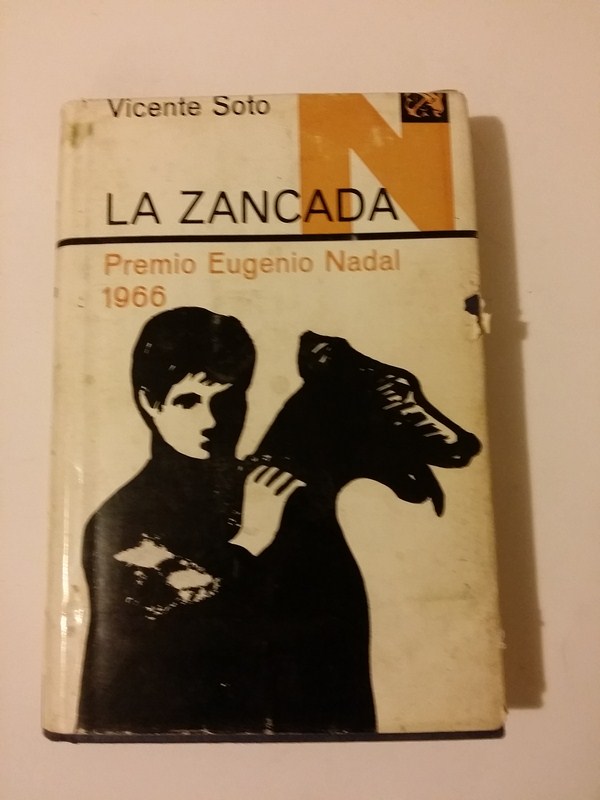 Vicente Soto
N
LA ZANCADA
Premio Eugenio Nadal
1966